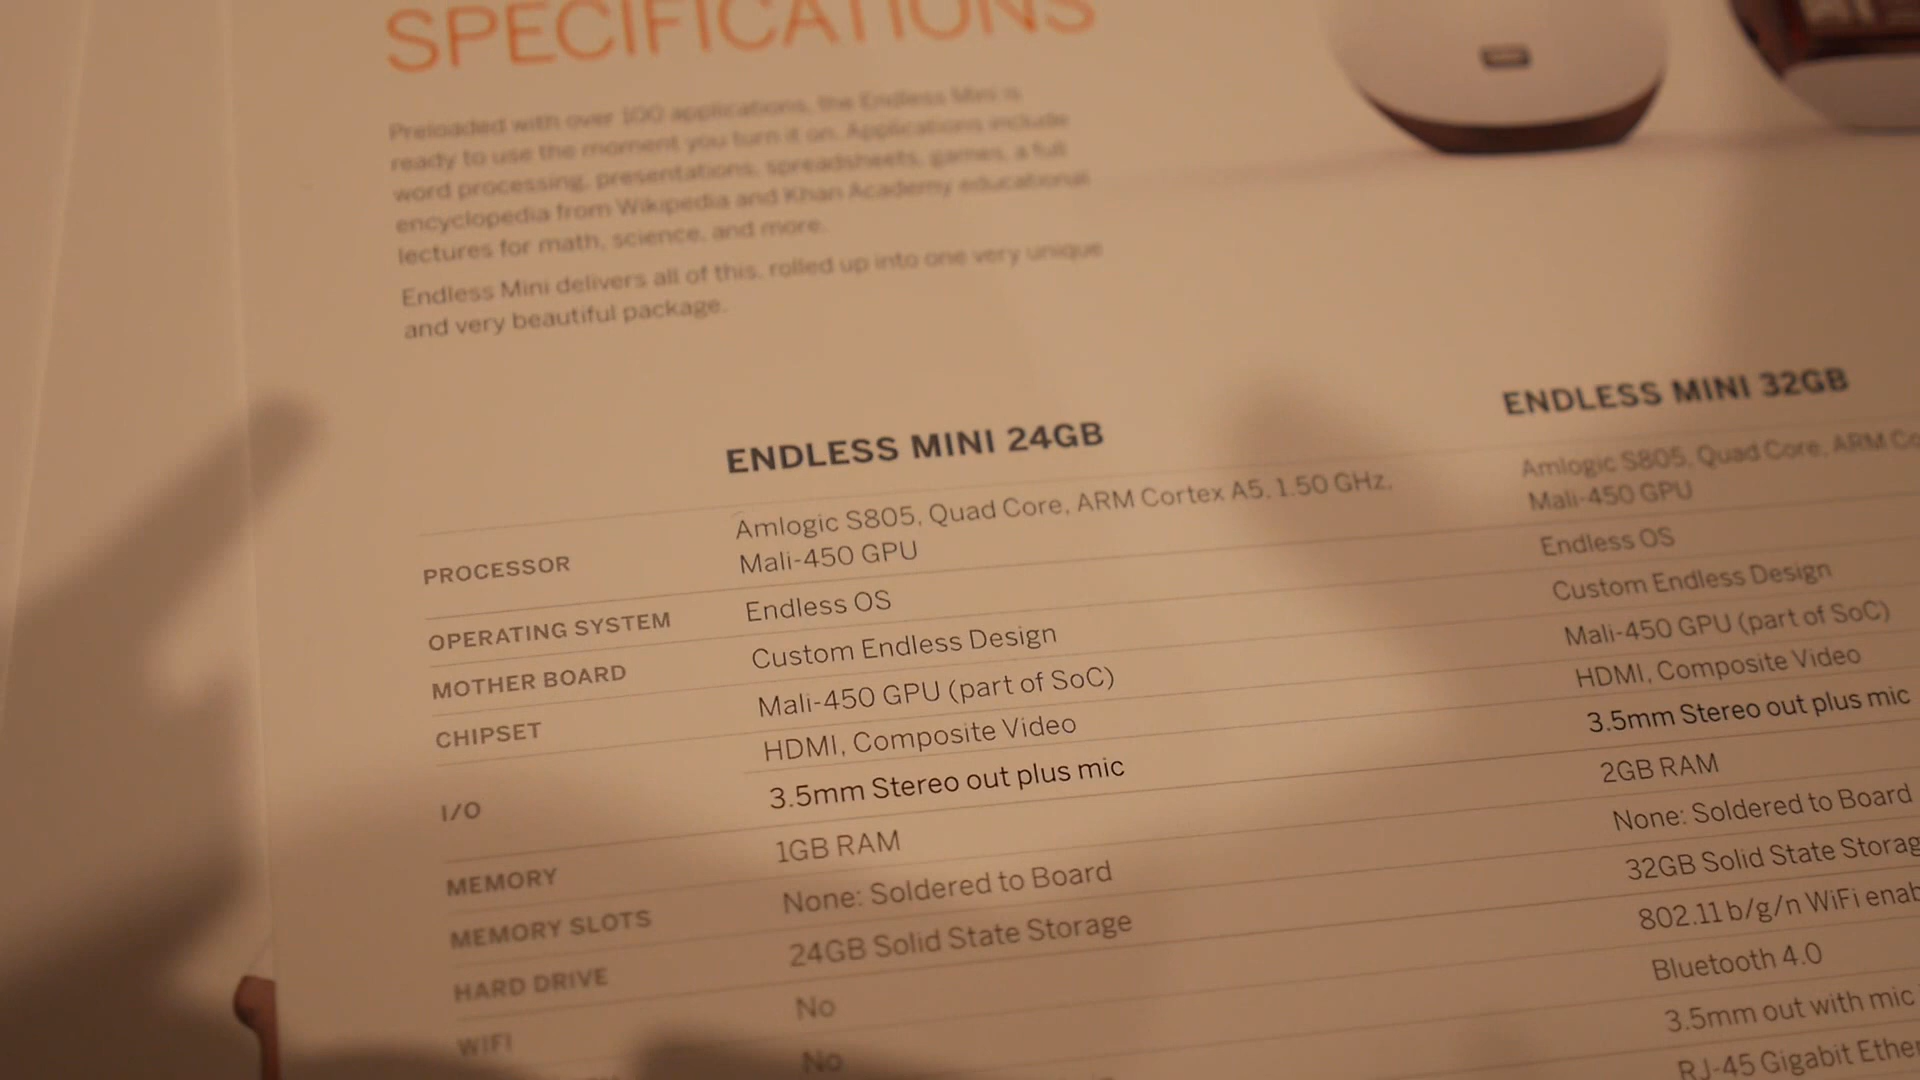 SPECIFICATIONS
Preloaded with over 100 applications, the Endless Mini is
ready to use the moment you turn it on. Applications include
word processing, presentations, spreadsheets, games, a full
encyclopedia from Wikipedia and Khan Academy educational
lectures for math, science, and more.
Endless Mini delivers all of this, rolled up into one very unique
and very beautiful package.
ENDLESS MINI 24GB
ENDLESS MINI 32GB
PROCESSOR
Amlogic S805, Quad Core, ARM Cortex A5, 1.50 GHz,
Mali-450 GPU
Amlogic S805, Quad Core, ARM Co
Mali-450 GPU
OPERATING SYSTEM
Endless OS
Endless OS
MOTHER BOARD
Custom Endless Design
Custom Endless Design
CHIPSET
Mali-450 GPU (part of SoC)
Mali-450 GPU (part of SoC)
I/O
HDMI, Composite Video
HDMI, Composite Video
3.5mm Stereo out plus mic
3.5mm Stereo out plus mic
MEMORY
1GB RAM
2GB RAM
MEMORY SLOTS
None: Soldered to Board
None: Soldered to Board
HARD DRIVE
24GB Solid State Storage
32GB Solid State Storag
WIFI
No
802.11 b/g/n WiFi enab
No
Bluetooth 4.0
3.5mm out with mic
RJ-45 Gigabit Ether